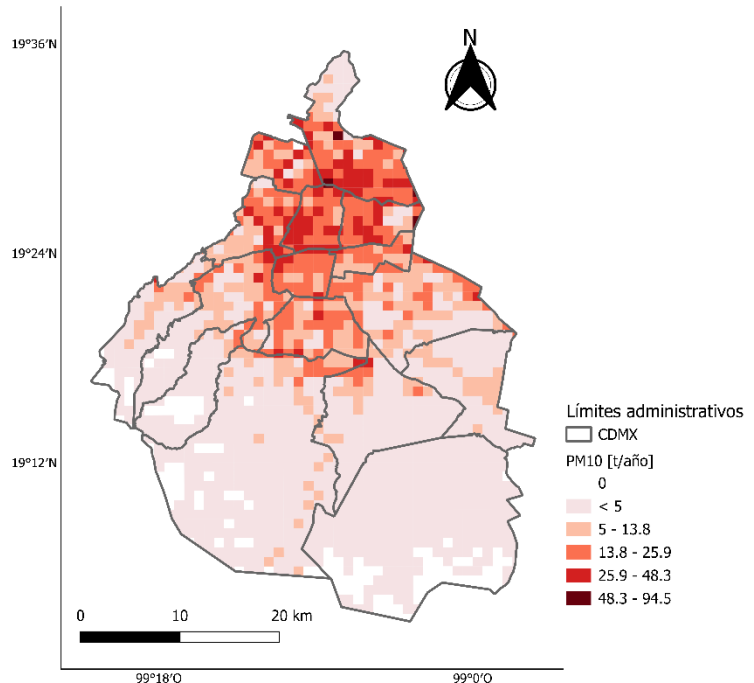 N
19°36′N
19°24′N
19°12′N
Límites administrativos
CDMX
PM10 [t/año]
0
< 5
5 - 13.8
13.8 - 25.9
25.9 - 48.3
48.3 - 94.5
0 10 20 km
99°18′O 99°0′O